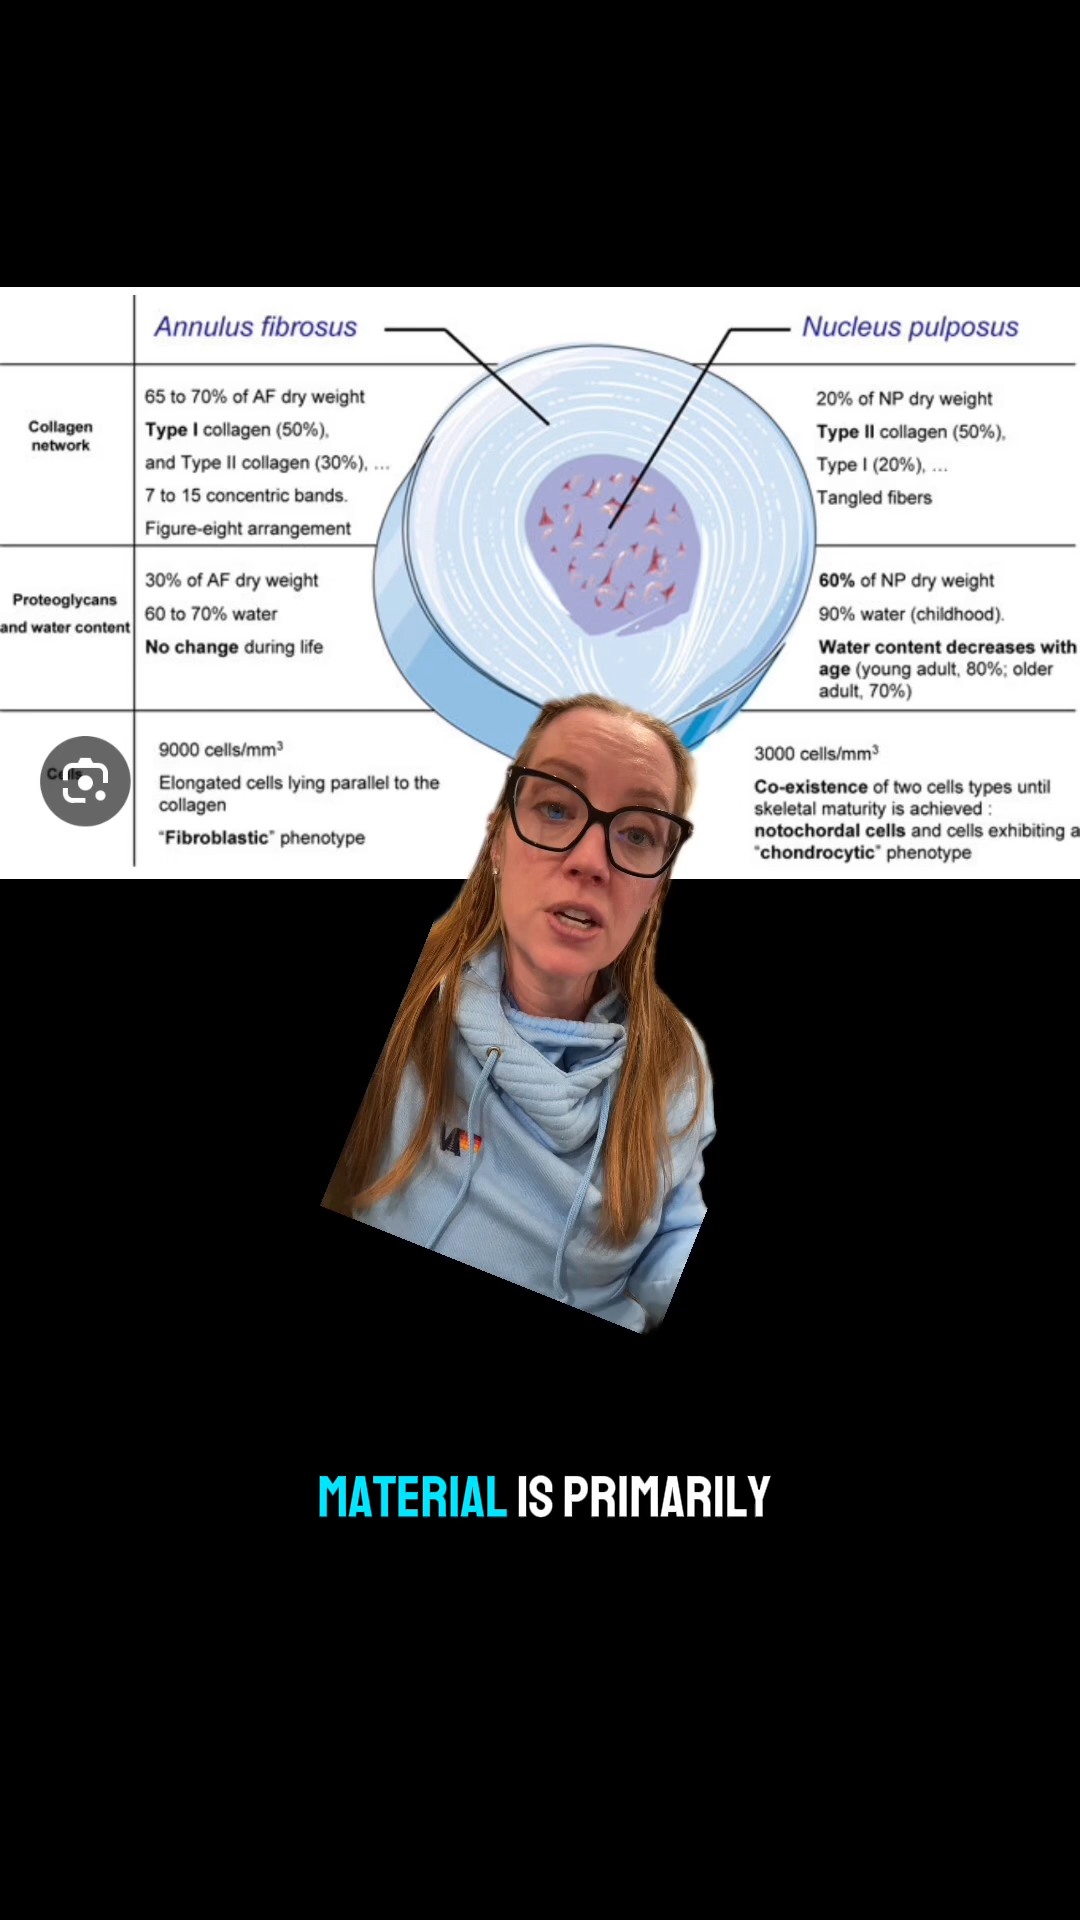 Annulus fibrosus
Nucleus pulposus
Collagen
network
65 to 70% of AF dry weight
Type I collagen (50%),
and Type II collagen (30%), ...
7 to 15 concentric bands.
Figure-eight arrangement
20% of NP dry weight
Type II collagen (50%),
Type I (20%), ...
Tangled fibers
Proteoglycans
and water content
30% of AF dry weight
60 to 70% water
No change during life
60% of NP dry weight
90% water (childhood).
Water content decreases with
age (young adult, 80%; older
adult, 70%)
Cells
9000 cells/mm³
Elongated cells lying parallel to the
collagen
“Fibroblastic” phenotype
3000 cells/mm³
Co-existence of two cells types until
skeletal maturity is achieved :
notochordal cells and cells exhibiting a
“chondrocytic” phenotype
MATERIAL IS PRIMARILY